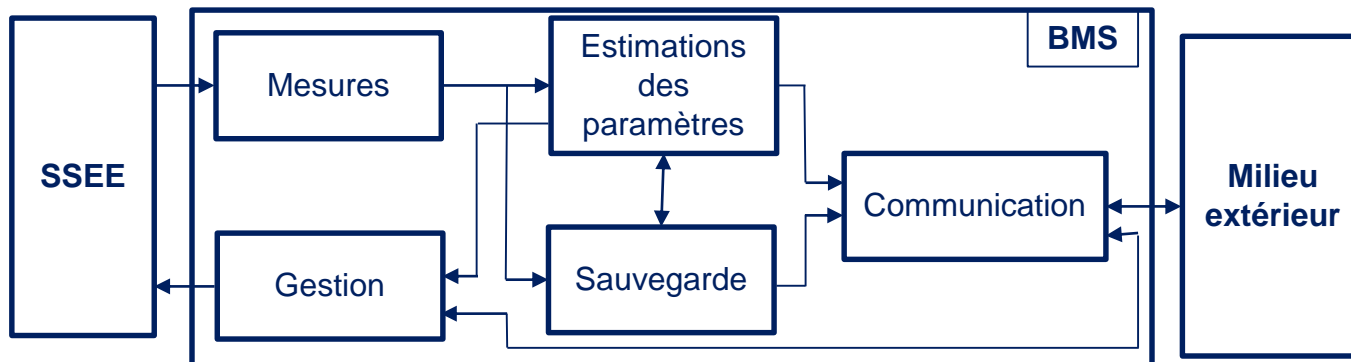 SSEE
Mesures
Estimations
des
paramètres
BMS
Gestion
Sauvegarde
Communication
Milieu
extérieur